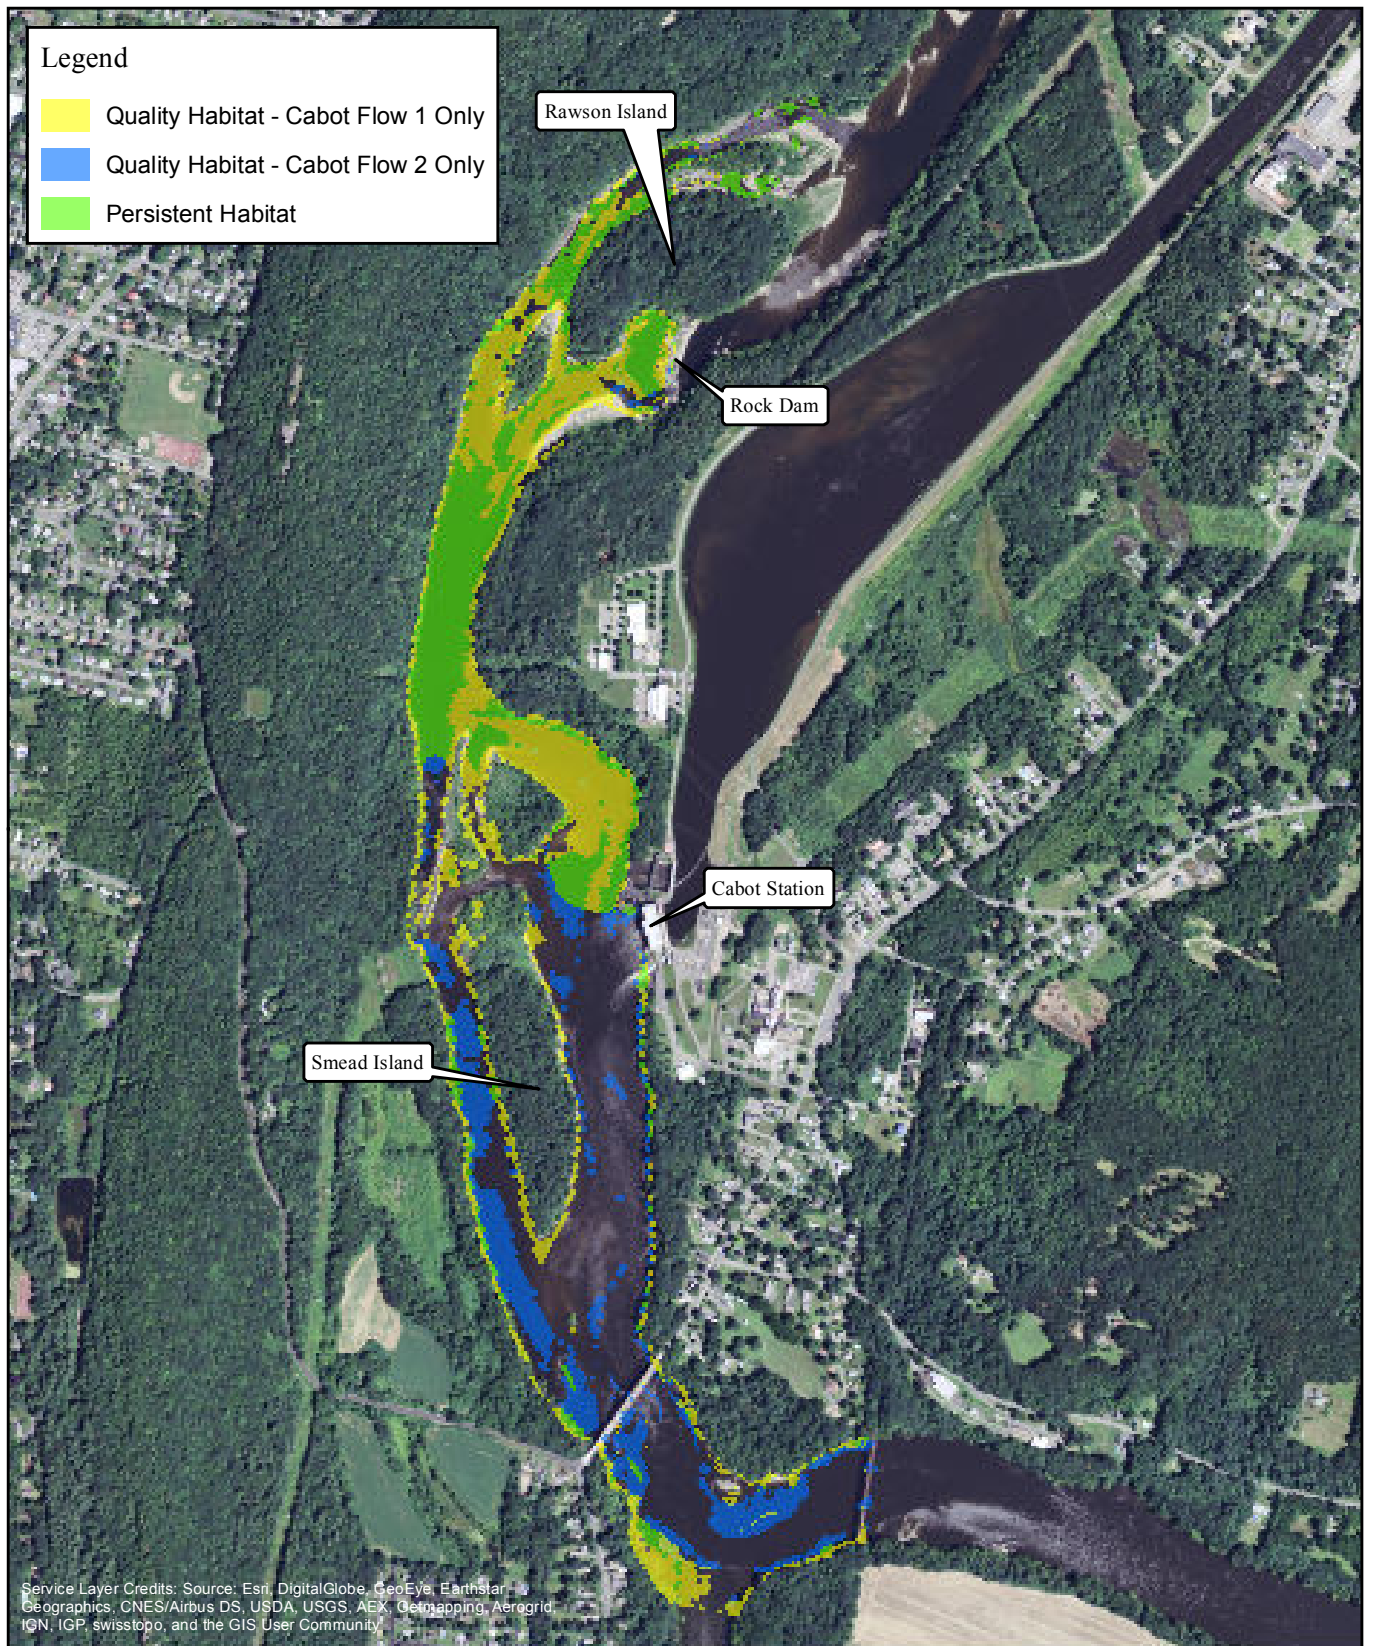 Legend
Quality Habitat - Cabot Flow 1 Only
Quality Habitat - Cabot Flow 2 Only
Persistent Habitat
Rawson Island
Rock Dam
Cabot Station
Smead Island
Service Layer Credits: Source: Esri, DigitalGlobe, GeoEye, Earthstar
Geographics, CNES/Airbus DS, USDA, USGS, AEX, Getmapping, Aerogrid,
IGN, IGP, swisstopo, and the GIS User Community